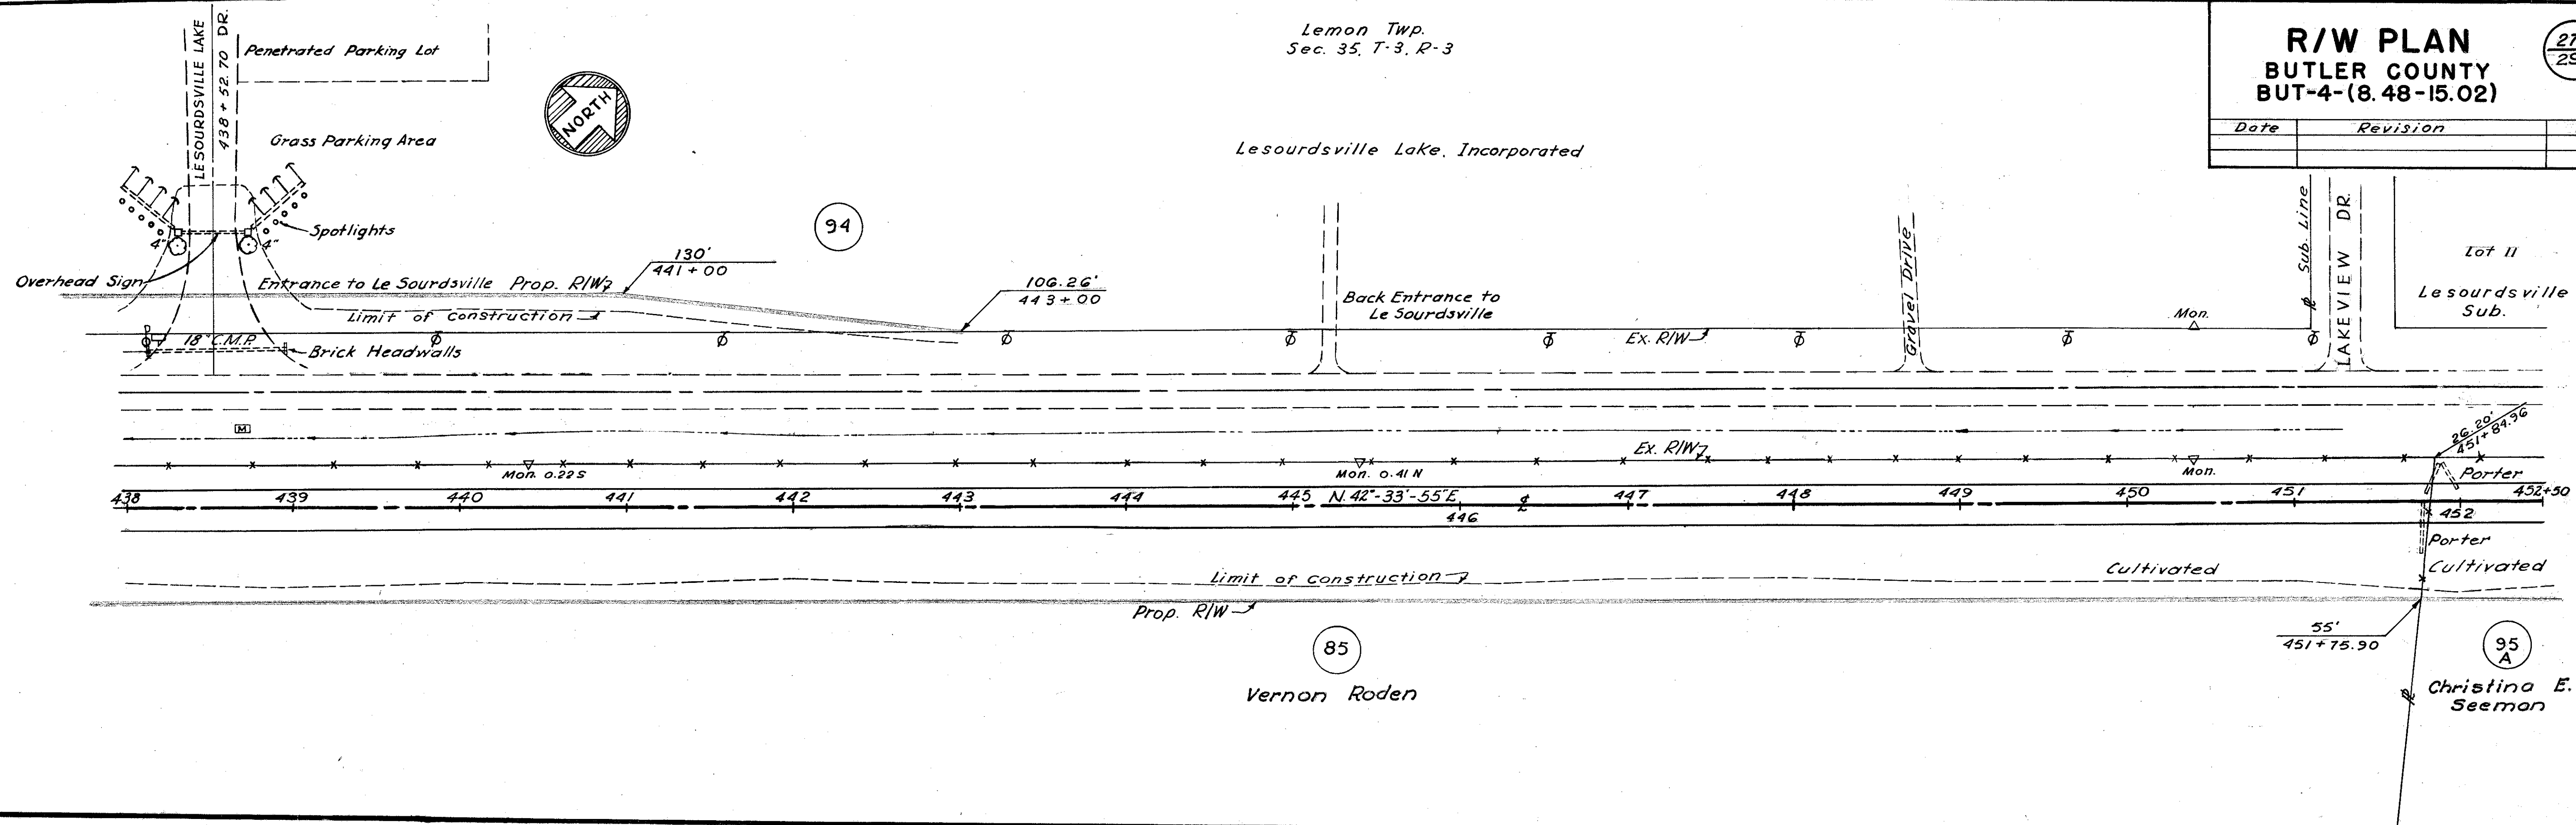 Lemon Twp.
Sec. 35, T-3, R-3
R/W PLAN
BUTLER COUNTY
BUT-4-(8.48-15.02)
Date Revision
LESOURDSVILLE LAKE DR.
438 + 52.70
Penetrated Parking Lot
NORTH
Grass Parking Area
Lesourdsville Lake, Incorporated
Spotlights
94
4"
4"
Overhead Sign
Entrance to Le Sourdsville
Prop. R/W
130'
441+00
106.26'
443+00
Limit of Construction
18" C.M.P.
Brick Headwalls
Back Entrance to
Le Sourdsville
Ex. R/W
Gravel Drive
Mon.
Sub. Line
LAKEVIEW DR.
Lot 11
Lesourdsville
Sub.
M
Mon. 0.22 S
Mon. 0.41 N
Ex. R/W
Mon.
26.20'
451+84.96
Porter
438 439 440 441 442 443 444 445 N. 42°-33'-55"E 447 448 449 450 451 452+50
446
452
Porter
Limit of Construction
Cultivated
Cultivated
Prop. R/W
55'
451+75.90
85
Vernon Roden
95
A
Christina E.
Seeman